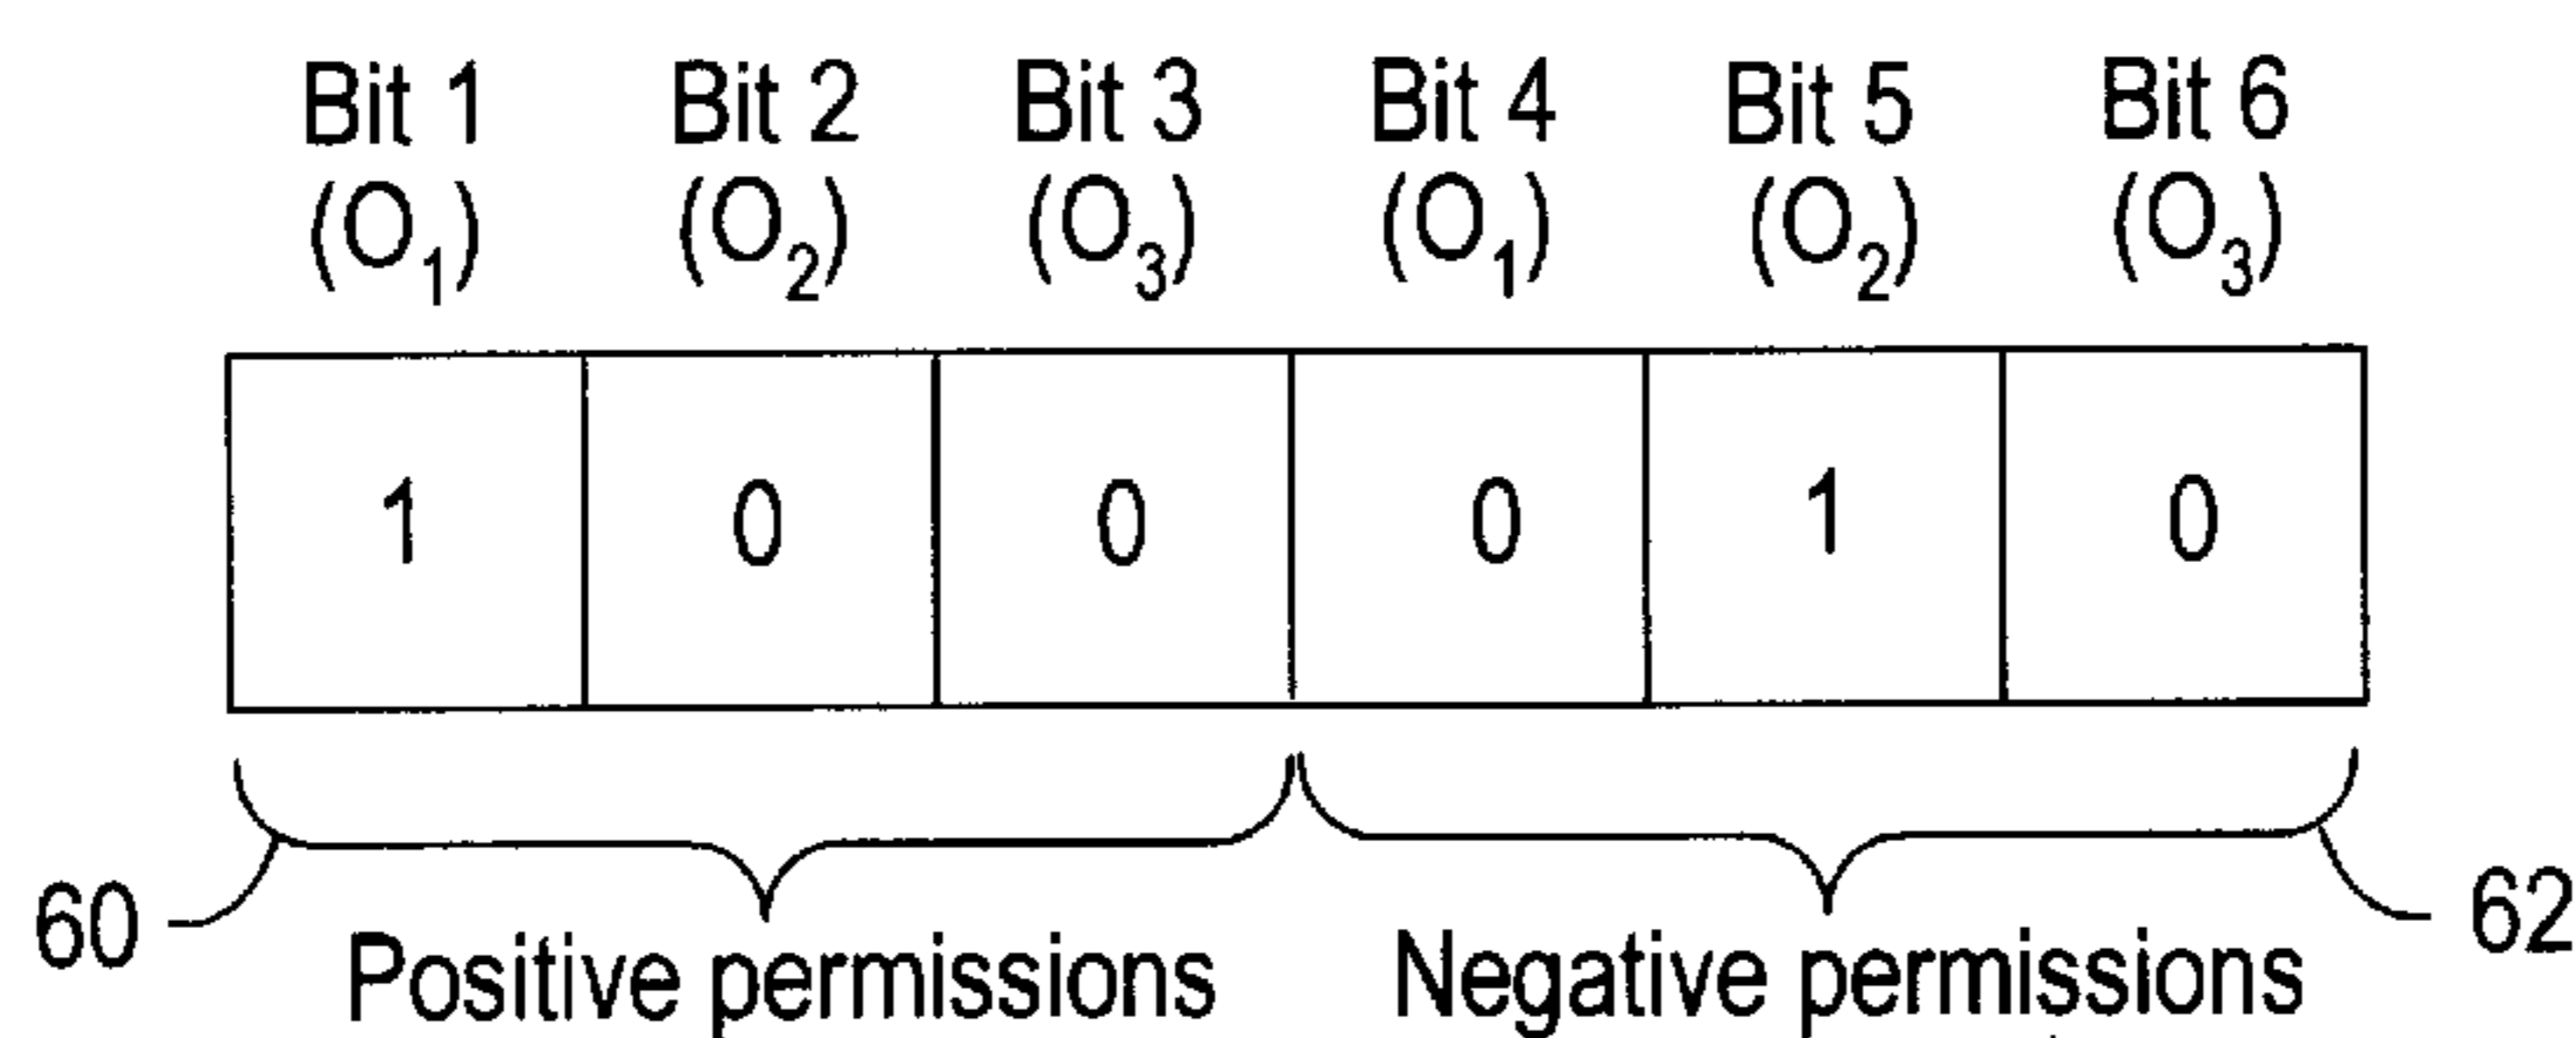 Bit 1 Bit 2 Bit 3 Bit 4 Bit 5 Bit 6
(O1) (O2) (O3) (O1) (O2) (O3)
1 0 0 0 1 0
60 Positive permissions Negative permissions 62